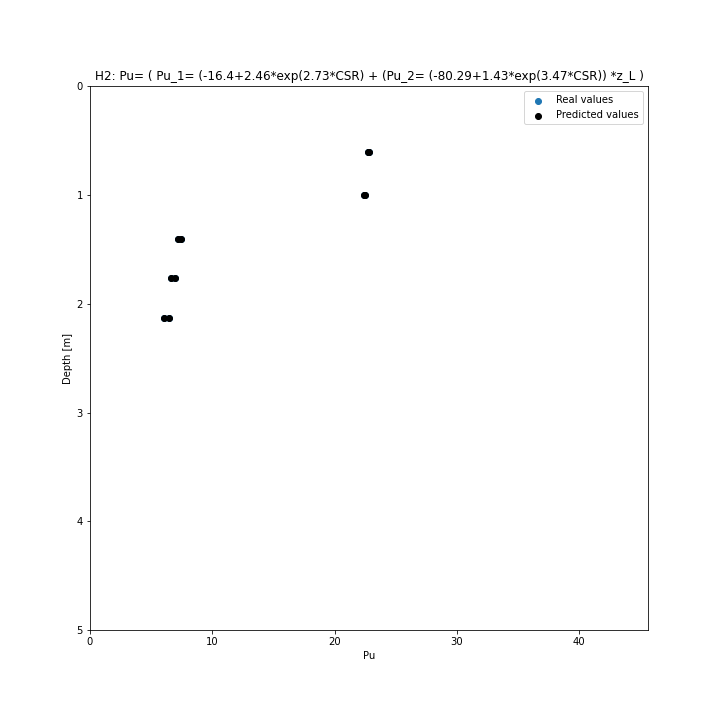 H2: Pu= ( Pu_1= (-16.4+2.46*exp(2.73*CSR) + (Pu_2= (-80.29+1.43*exp(3.47*CSR)) *z_L )
Real values
Predicted values
0
1
2
3
4
5
Depth [m]
0
10
20
30
40
Pu